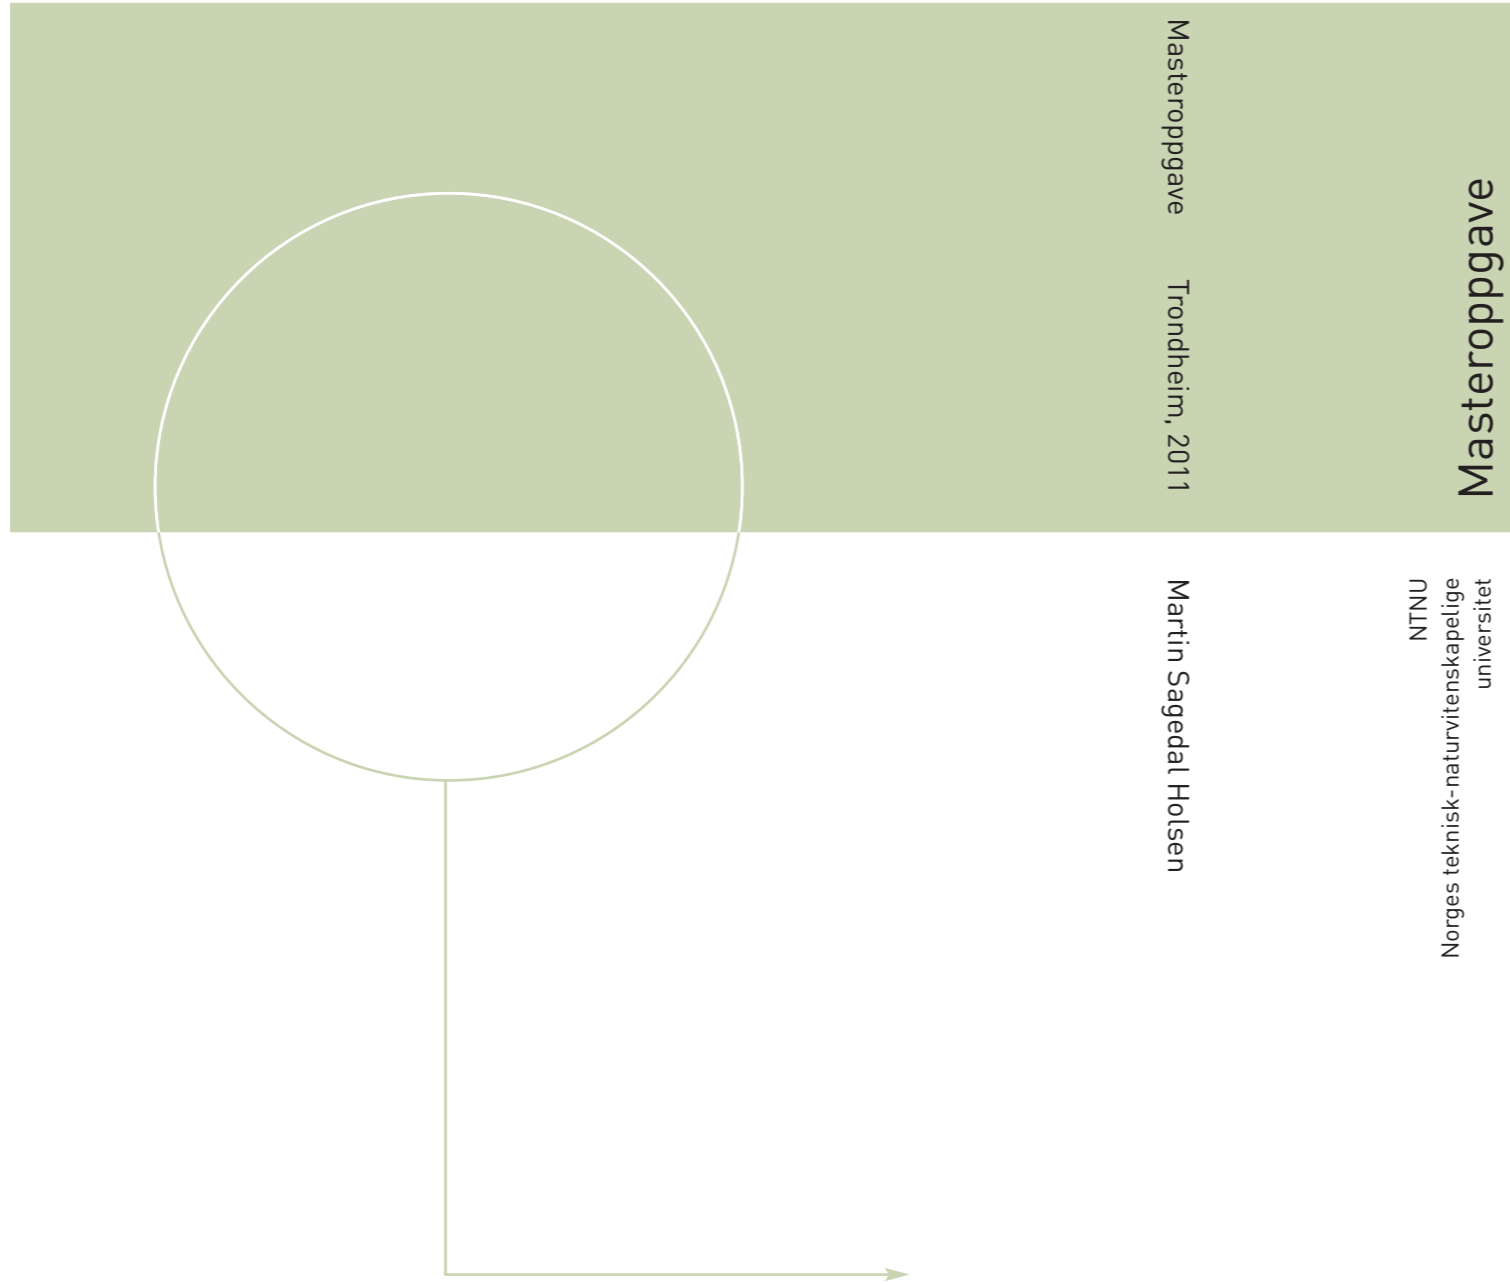 Masteroppgave
Trondheim, 2011
Martin Sagedal Holsen
Masteroppgave
NTNU
Norges teknisk-naturvitenskapelige
universitet